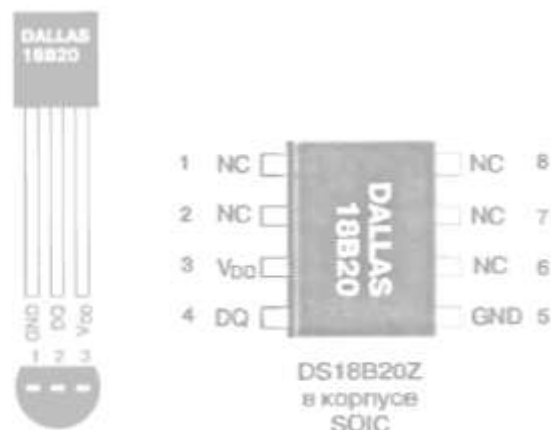 DALLAS
18B20
GND DQ VDD
1 2 3
1 NC
2 NC
3 VDD
4 DQ
DALLAS
18B20
NC 8
NC 7
NC 6
GND 5
DS18B20Z
в корпусе
SOIC